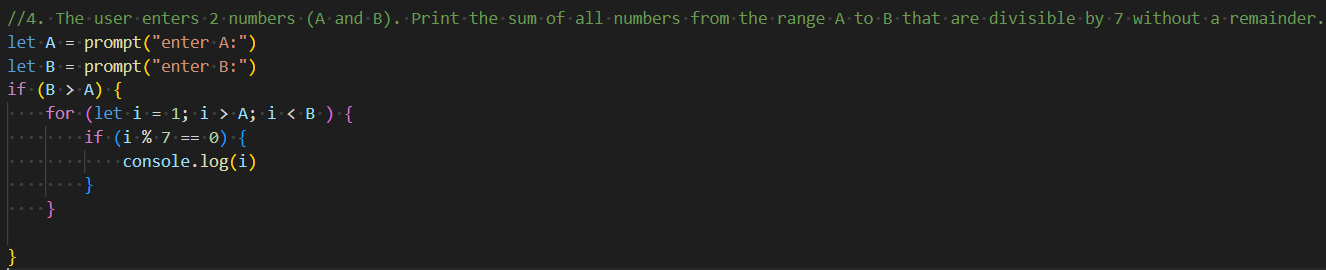 //4. The user enters 2 numbers (A and B). Print the sum of all numbers from the range A to B that are divisible by 7 without a remainder.
let A = prompt("enter A:")
let B = prompt("enter B:")
if (B > A) {
    for (let i = 1; i > A; i < B ) {
        if (i % 7 == 0) {
            console.log(i)
        }
    }

}